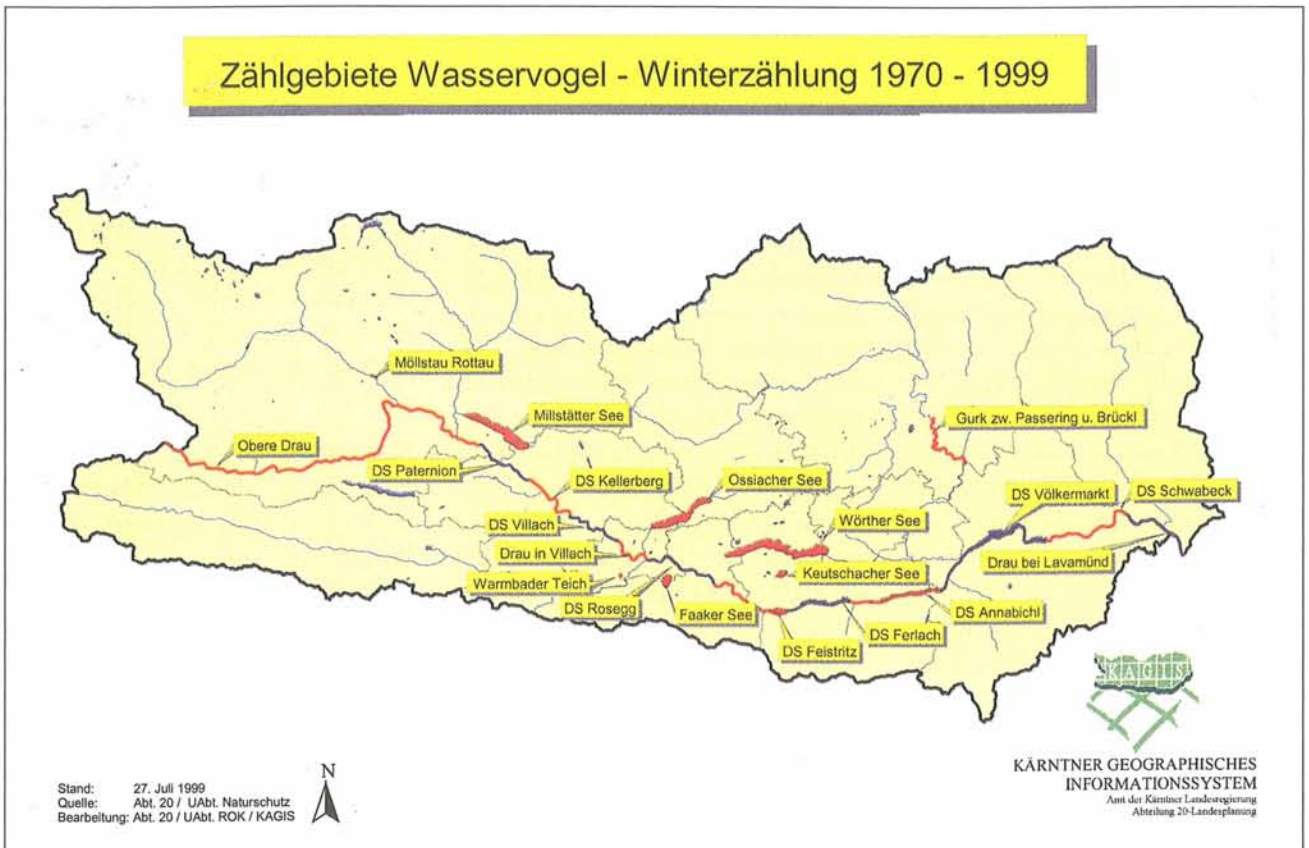 Zählgebiete Wasservogel - Winterzählung 1970 - 1999
Möllstau Rottau
Millstätter See
Gurk zw. Passering u. Brückl
Obere Drau
DS Paternion
DS Kellerberg
Ossiacher See
DS Völkermarkt
DS Schwabeck
DS Villach
Wörther See
Drau in Villach
Drau bei Lavamünd
Warmbader Teich
Keutschacher See
DS Rosegg
Faaker See
DS Annabichl
DS Ferlach
DS Feistritz
KAGIS
KÄRNTNER GEOGRAPHISCHES
INFORMATIONSSYSTEM
Amt der Kärntner Landesregierung
Abteilung 20-Landesplanung
N
Stand: 27. Juli 1999
Quelle: Abt. 20 / UAbt. Naturschutz
Bearbeitung: Abt. 20 / UAbt. ROK / KAGIS